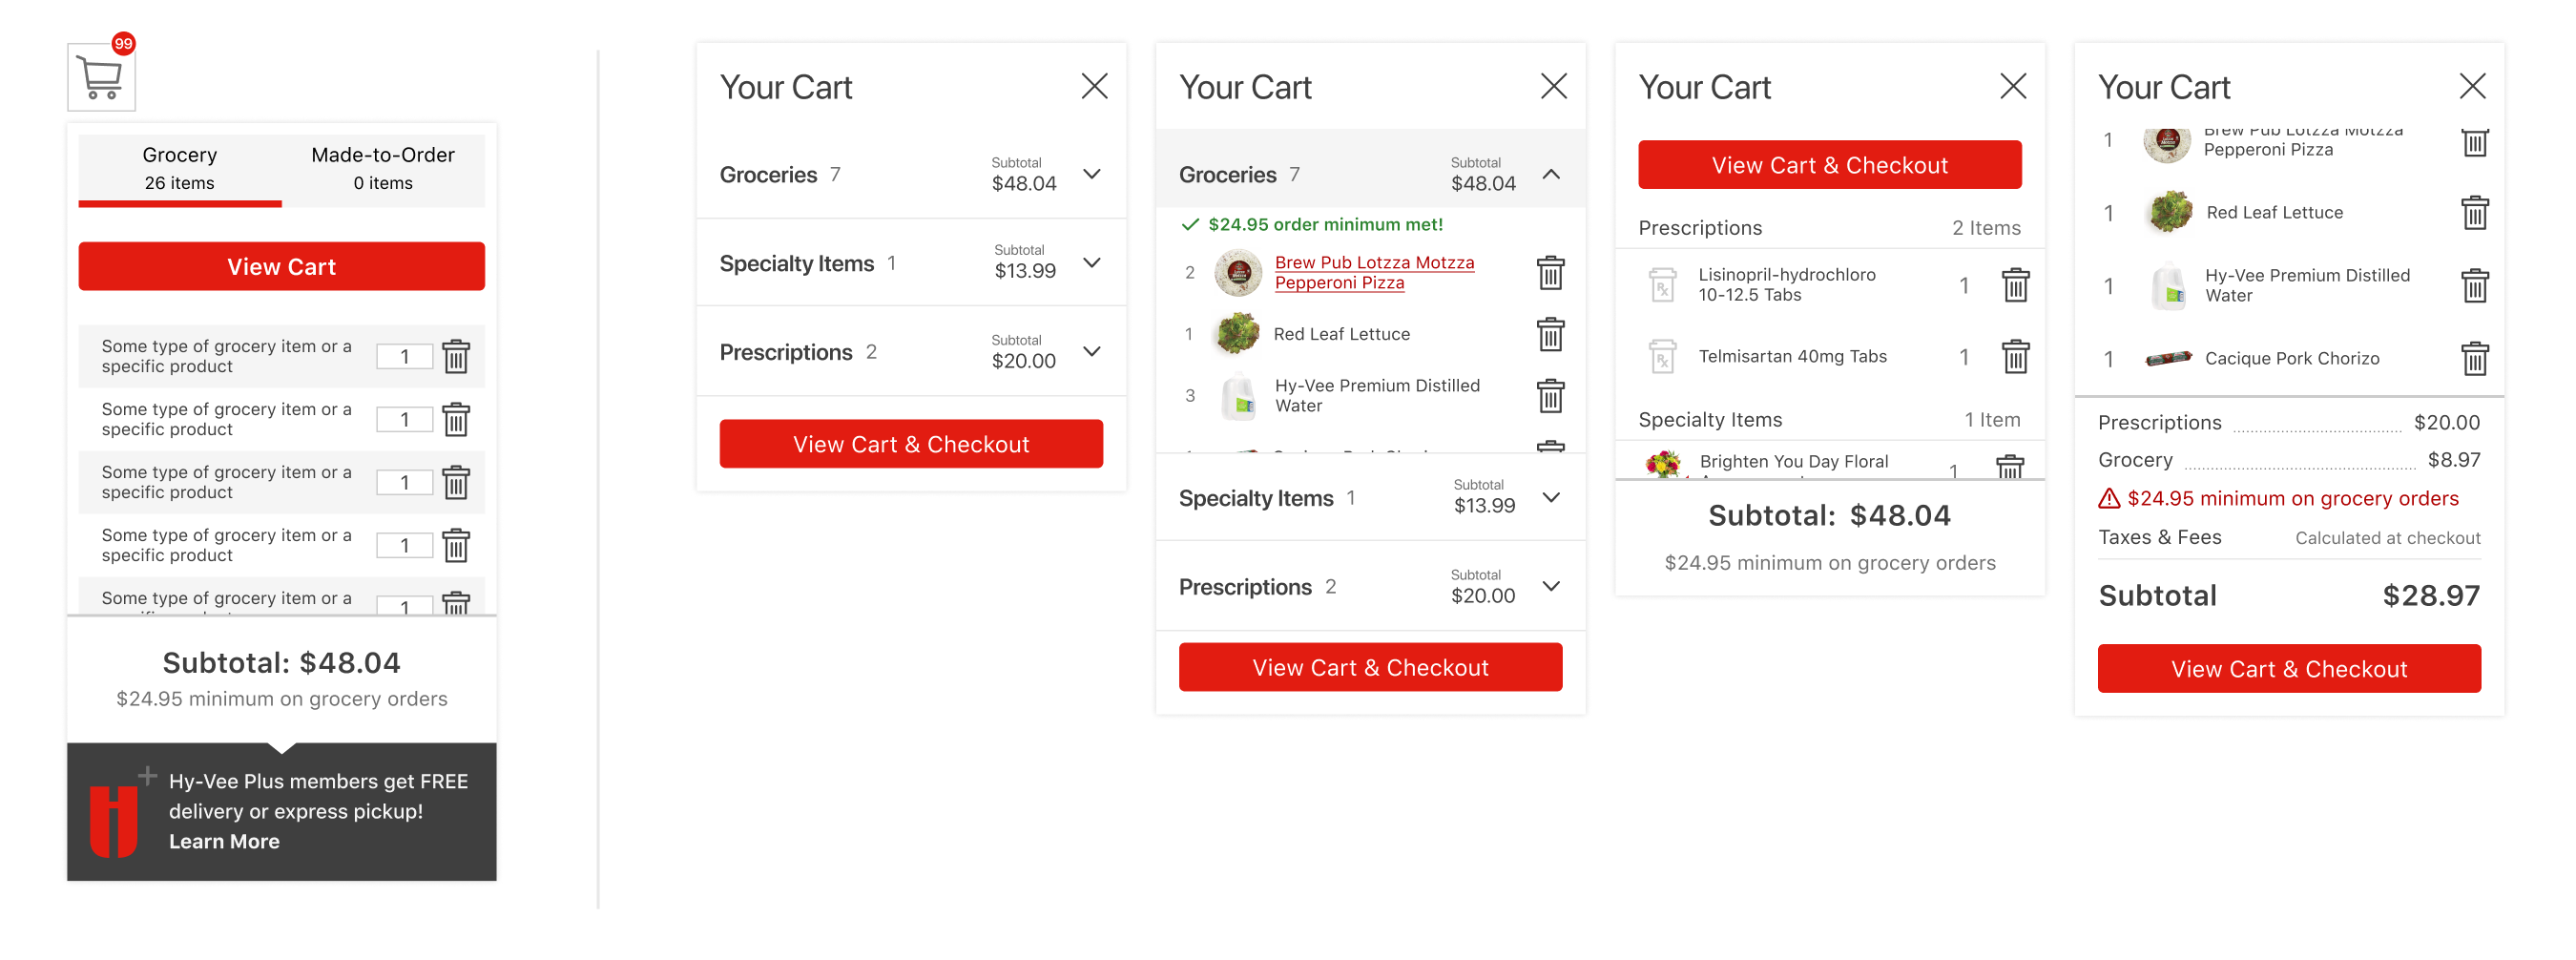 99
Grocery
26 items
Made-to-Order
0 items
View Cart
Some type of grocery item or a
specific product
1
Some type of grocery item or a
specific product
1
Some type of grocery item or a
specific product
1
Some type of grocery item or a
specific product
1
Some type of grocery item or a
1
Subtotal: $48.04
$24.95 minimum on grocery orders
Hy-Vee Plus members get FREE
delivery or express pickup!
Learn More
Your Cart
Groceries 7
Subtotal
$48.04
Specialty Items 1
Subtotal
$13.99
Prescriptions 2
Subtotal
$20.00
View Cart & Checkout
Your Cart
Groceries 7
Subtotal
$48.04
$24.95 order minimum met!
2
Brew Pub Lotzza Motzza
Pepperoni Pizza
1
Red Leaf Lettuce
3
Hy-Vee Premium Distilled
Water
Specialty Items 1
Subtotal
$13.99
Prescriptions 2
Subtotal
$20.00
View Cart & Checkout
Your Cart
View Cart & Checkout
Prescriptions 2 Items
Rx
Lisinopril-hydrochloro
10-12.5 Tabs
1
Rx
Telmisartan 40mg Tabs
1
Specialty Items 1 Item
Brighten You Day Floral
1
Subtotal: $48.04
$24.95 minimum on grocery orders
Your Cart
1
Brew Pub Lotzza Motzza
Pepperoni Pizza
1
Red Leaf Lettuce
1
Hy-Vee Premium Distilled
Water
1
Cacique Pork Chorizo
Prescriptions $20.00
Grocery $8.97
$24.95 minimum on grocery orders
Taxes & Fees Calculated at checkout
Subtotal $28.97
View Cart & Checkout